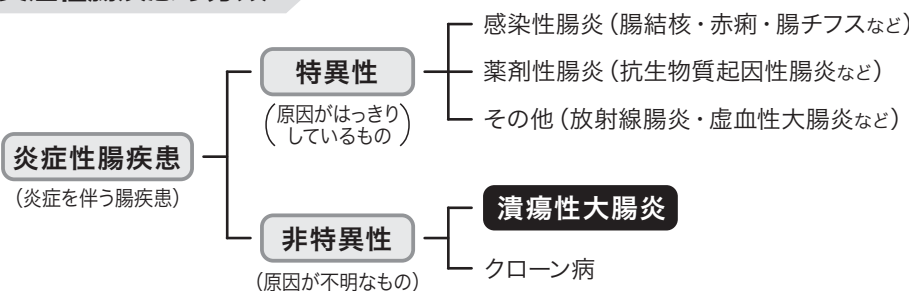 感染性腸炎（腸結核・赤痢・腸チフスなど）
特異性
薬剤性腸炎（抗生物質起因性腸炎など）
（原因がはっきり
しているもの）
その他（放射線腸炎・虚血性大腸炎など）
炎症性腸疾患
（炎症を伴う腸疾患）
潰瘍性大腸炎
非特異性
クローン病
（原因が不明なもの）